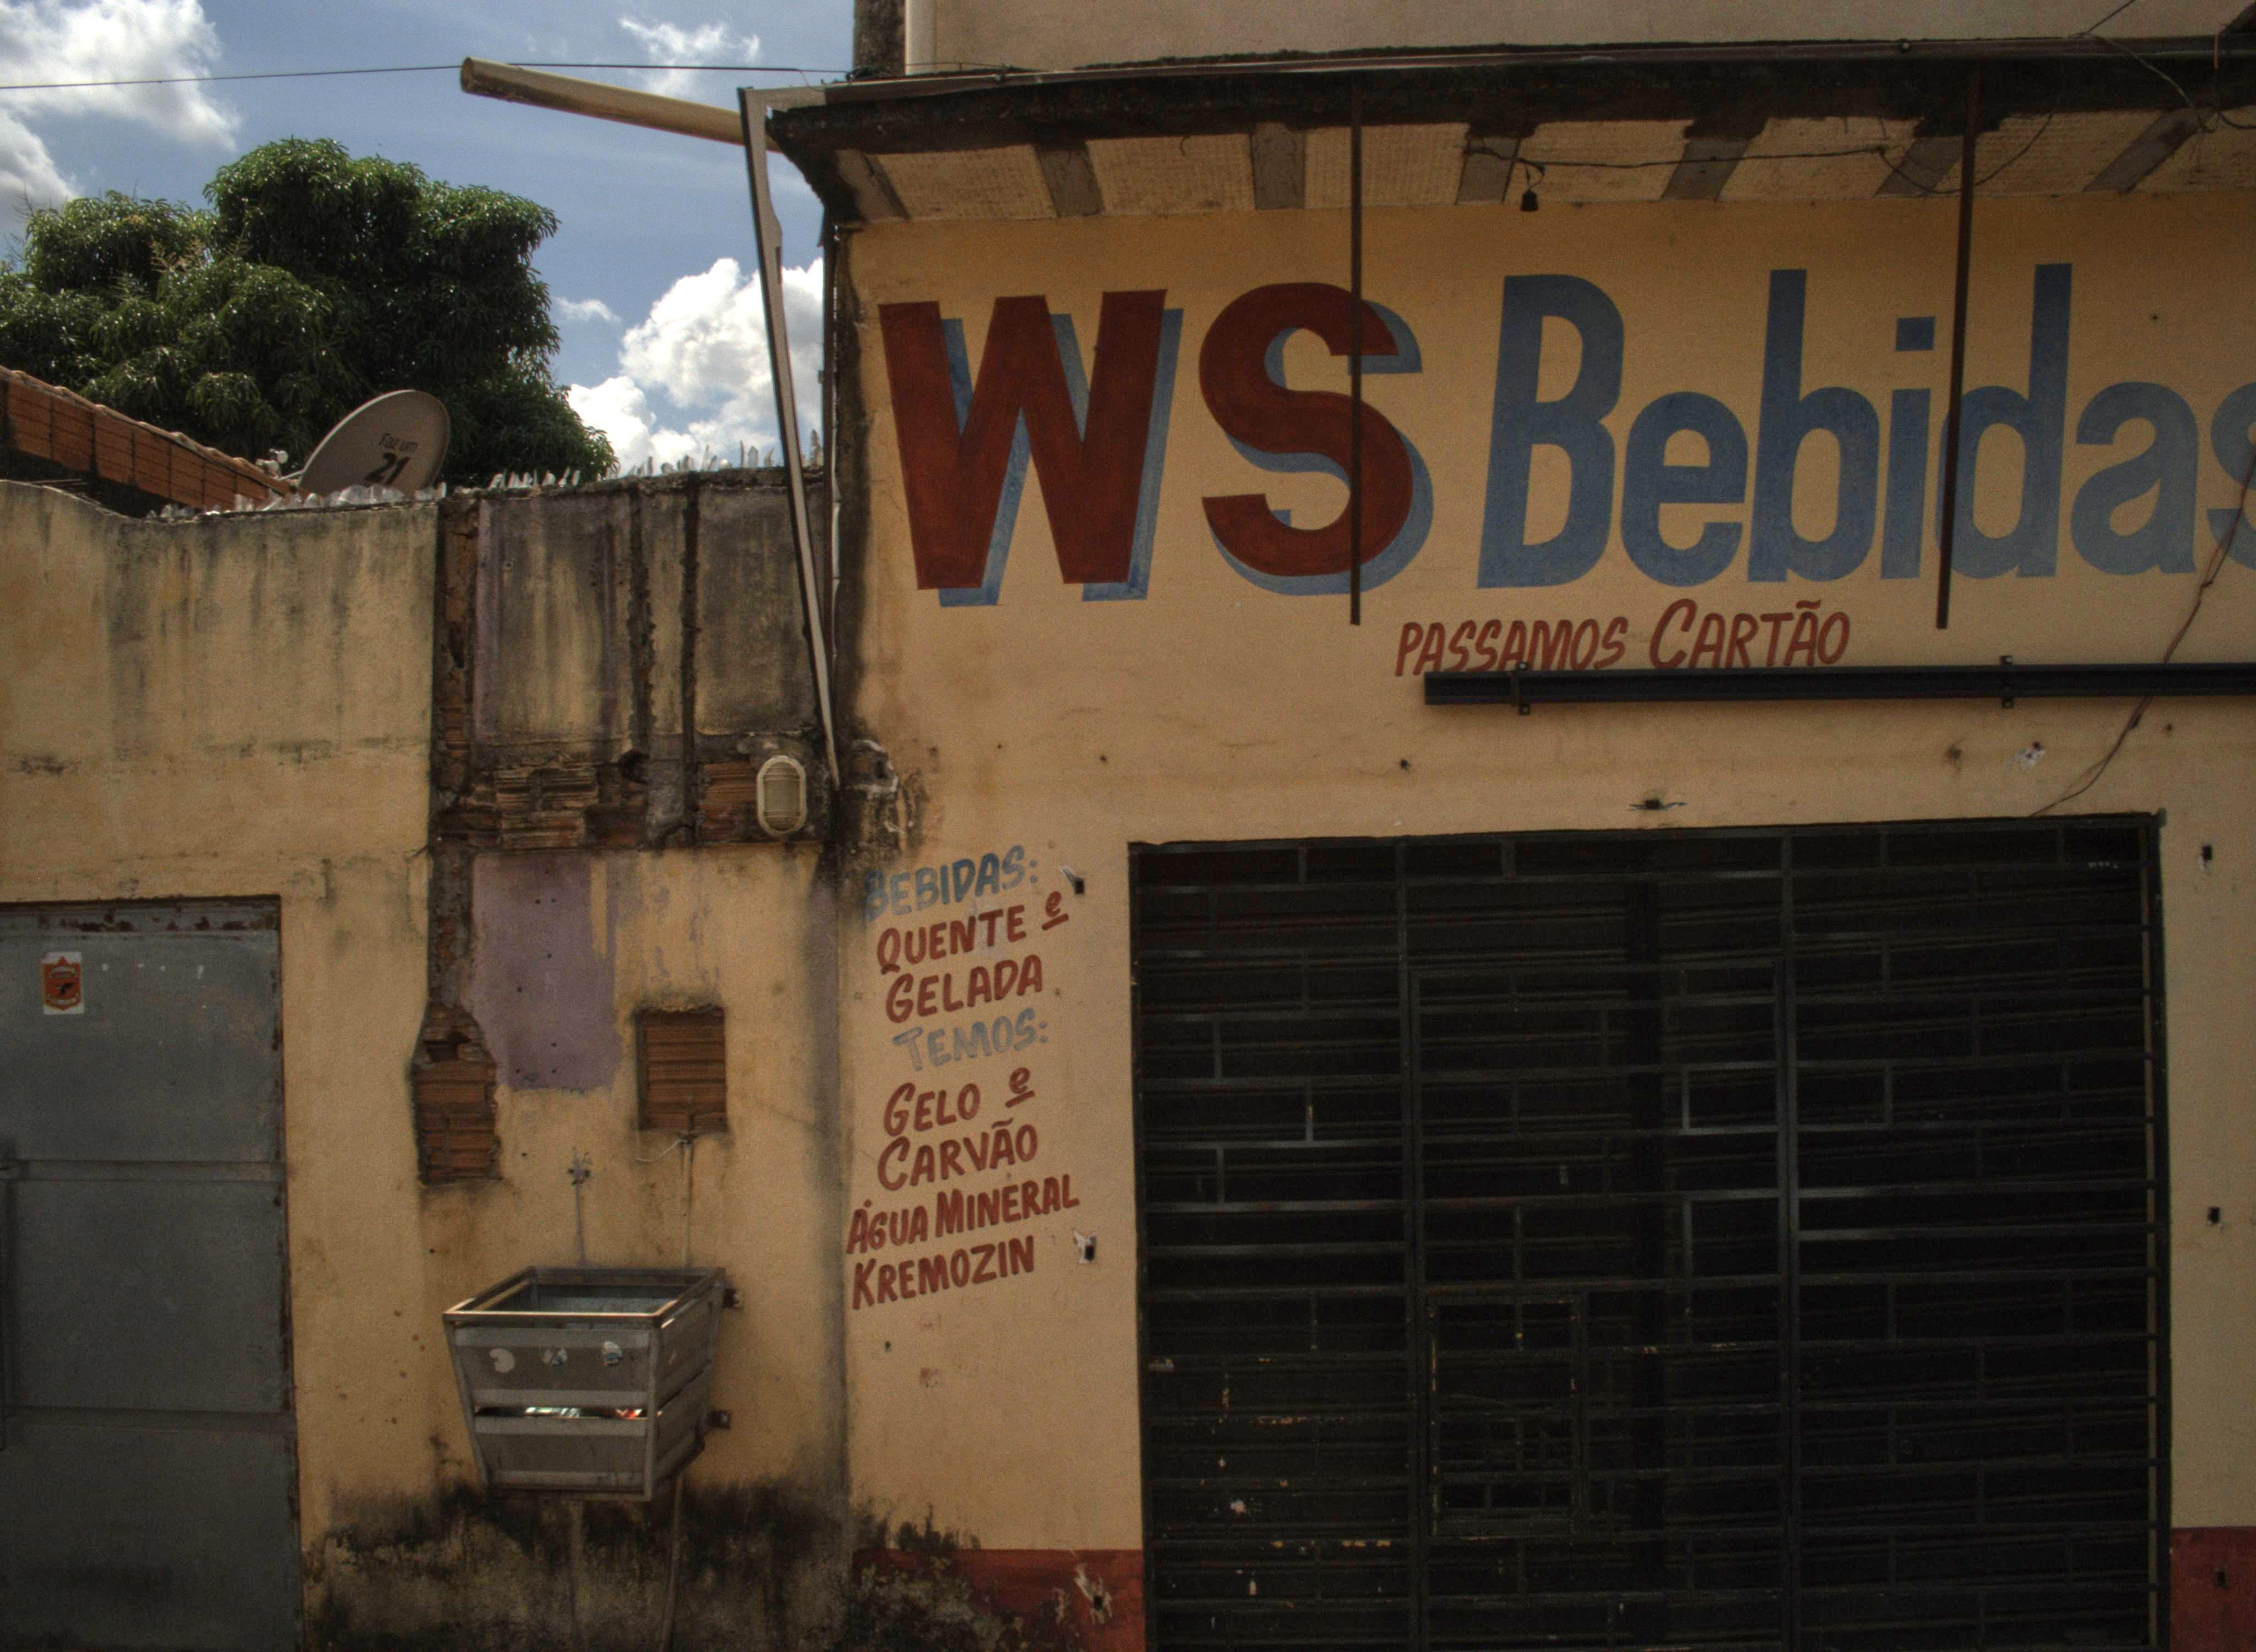 Faz um
21
WS Bebidas
PASSAMOS CARTÃO
BEBIDAS:
QUENTE e
GELADA
TEMOS:
GELO e
CARVÃO
ÁGUA MINERAL
KREMOZIN